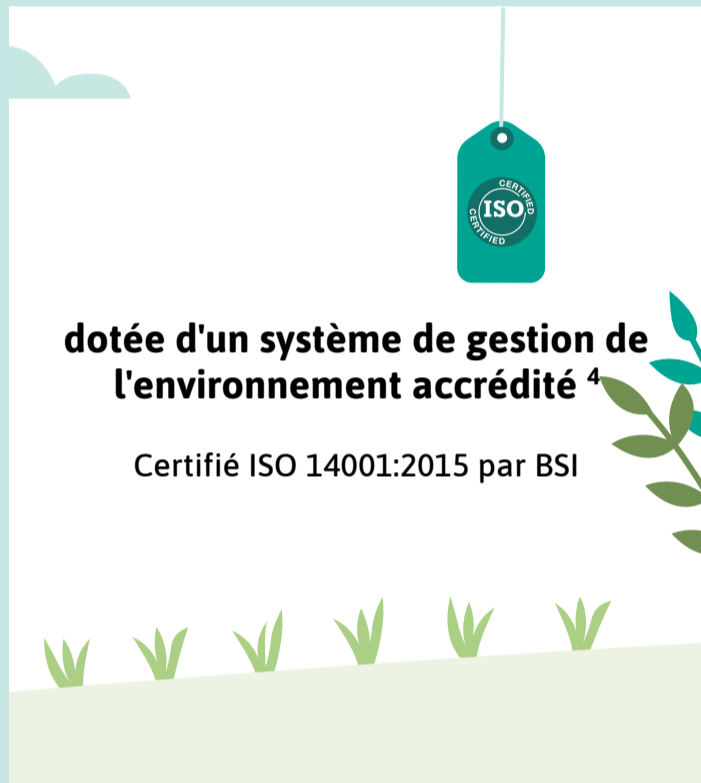 CERTIFIED
ISO
CERTIFIED
dotée d'un système de gestion de
l'environnement accrédité ⁴
Certifié ISO 14001:2015 par BSI